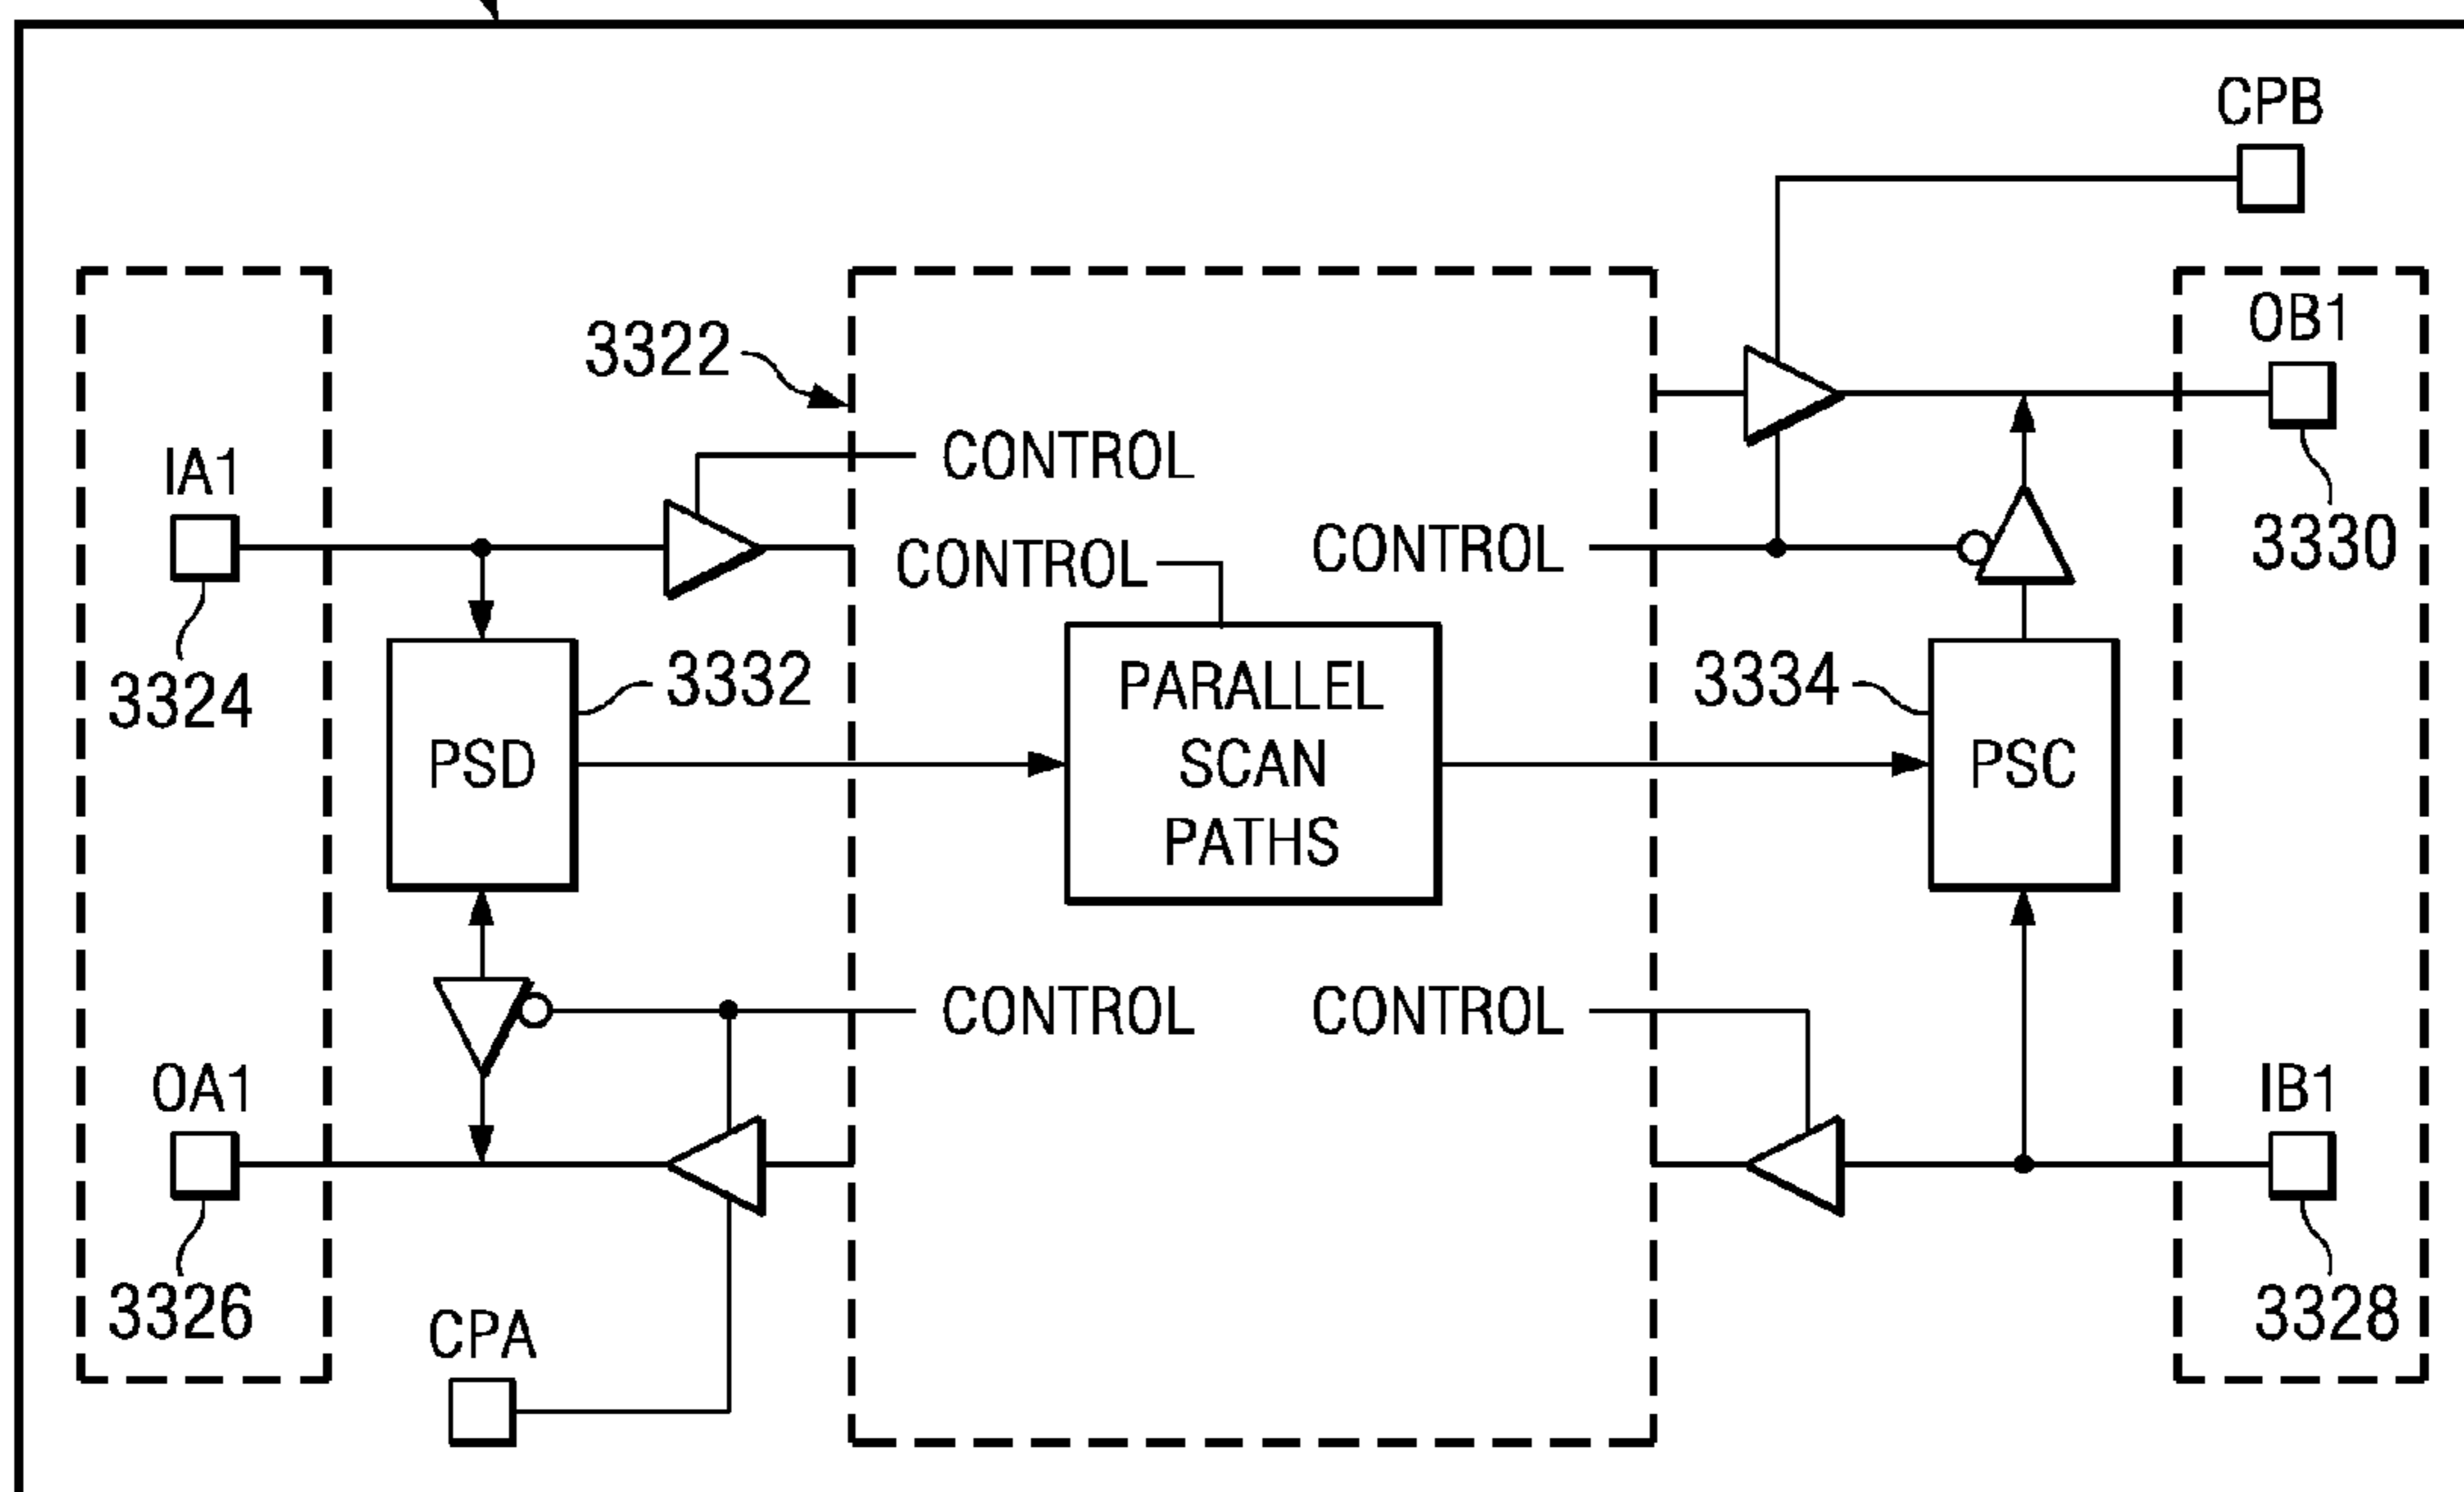 CPB
OB1
3322
CONTROL
IA1
CONTROL
CONTROL
3330
3324
3332
PARALLEL
SCAN
PATHS
3334
PSD
PSC
CONTROL
CONTROL
OA1
IB1
3326
CPA
3328